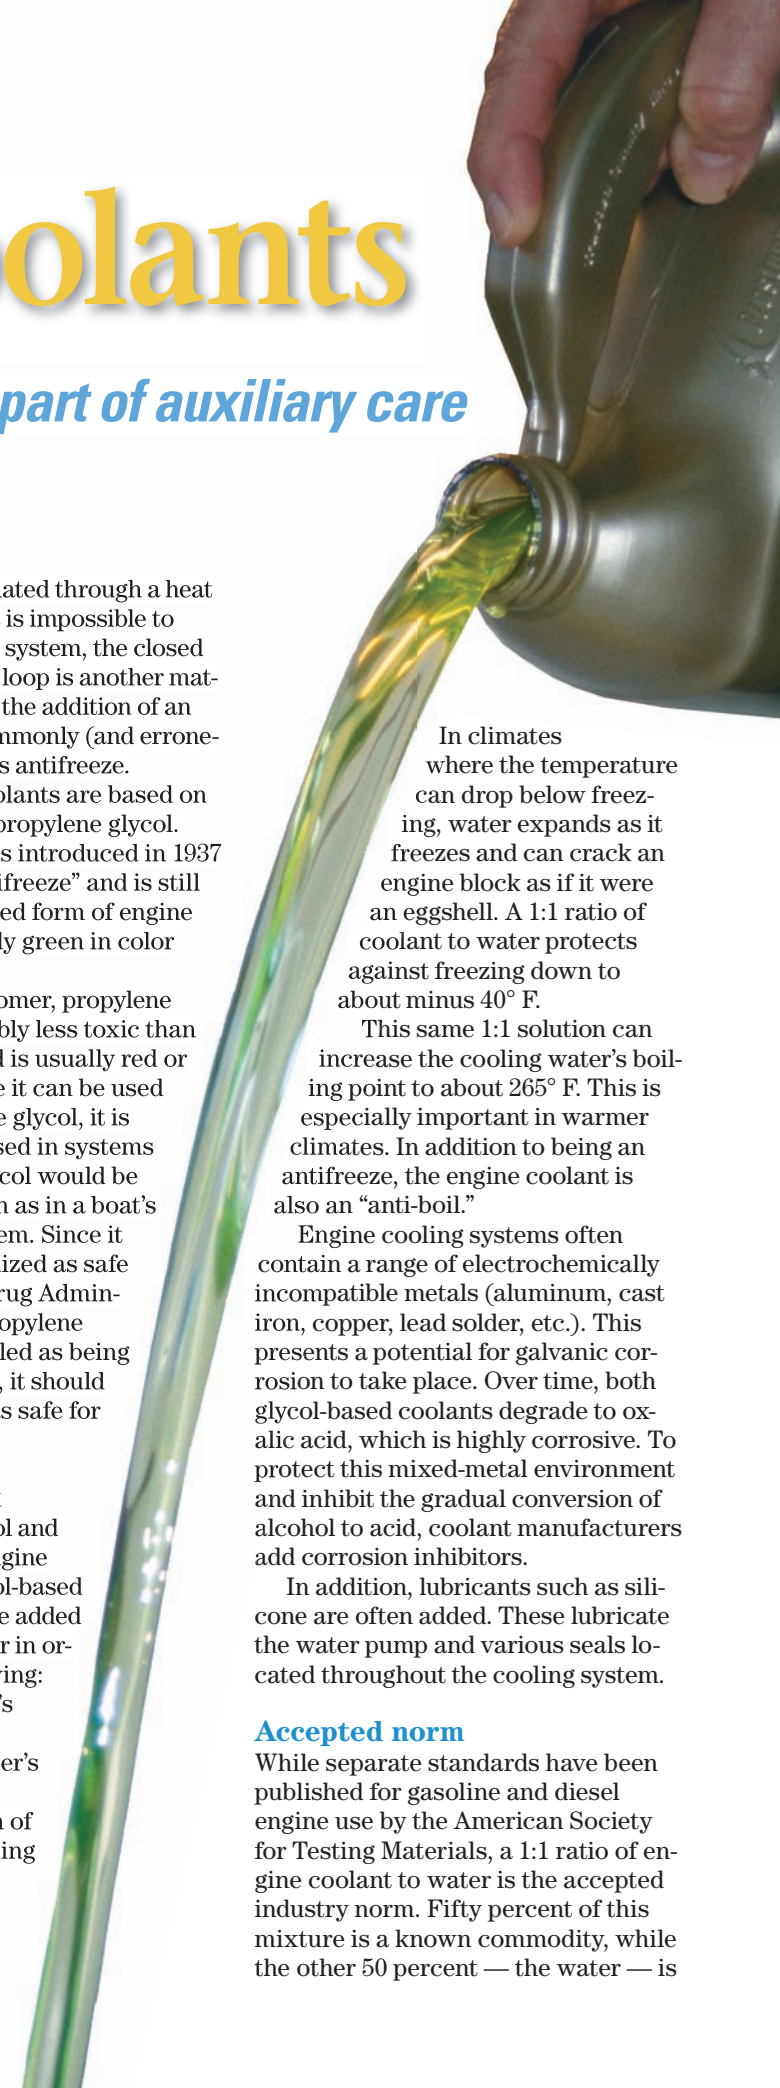 olants
part of auxiliary care
ated through a heat
is impossible to
system, the closed
loop is another mat-
the addition of an
mmonly (and errone-
s antifreeze.
olants are based on
propylene glycol.
s introduced in 1937
ifreeze” and is still
ed form of engine
ly green in color
omer, propylene
bly less toxic than
d is usually red or
e it can be used
e glycol, it is
sed in systems
col would be
h as in a boat’s
em. Since it
ized as safe
rug Admin-
opylene
led as being
, it should
s safe for
ol and
gine
ol-based
e added
r in or-
ving:
’s
er’s
n of
ing
In climates
where the temperature
can drop below freez-
ing, water expands as it
freezes and can crack an
engine block as if it were
an eggshell. A 1:1 ratio of
coolant to water protects
against freezing down to
about minus 40° F.
This same 1:1 solution can
increase the cooling water’s boil-
ing point to about 265° F. This is
especially important in warmer
climates. In addition to being an
antifreeze, the engine coolant is
also an “anti-boil.”
Engine cooling systems often
contain a range of electrochemically
incompatible metals (aluminum, cast
iron, copper, lead solder, etc.). This
presents a potential for galvanic cor-
rosion to take place. Over time, both
glycol-based coolants degrade to ox-
alic acid, which is highly corrosive. To
protect this mixed-metal environment
and inhibit the gradual conversion of
alcohol to acid, coolant manufacturers
add corrosion inhibitors.
In addition, lubricants such as sili-
cone are often added. These lubricate
the water pump and various seals lo-
cated throughout the cooling system.
Accepted norm
While separate standards have been
published for gasoline and diesel
engine use by the American Society
for Testing Materials, a 1:1 ratio of en-
gine coolant to water is the accepted
industry norm. Fifty percent of this
mixture is a known commodity, while
the other 50 percent — the water — is